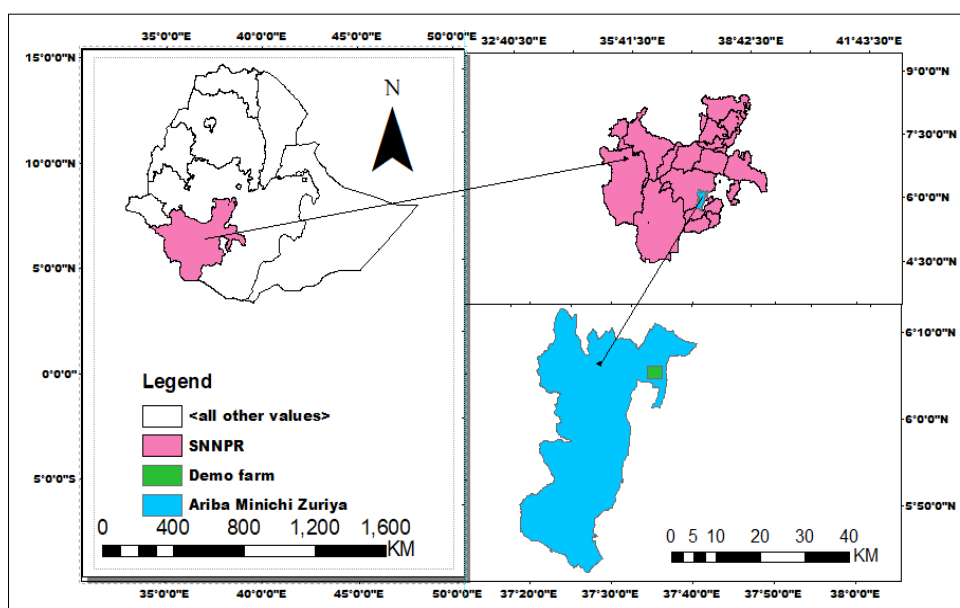 35°0'0"E 40°0'0"E 45°0'0"E 50°0'0"E
15°0'0"N
10°0'0"N
5°0'0"N
0°0'0"
5°0'0"S
N
Legend
<all other values>
SNNPR
Demo farm
Ariba Minichi Zuriya
0 400 800 1,200 1,600
KM
35°0'0"E 40°0'0"E 45°0'0"E 50°0'0"E
32°40'30"E 35°41'30"E 38°42'30"E 41°43'30"E
9°0'0"N
7°30'0"N
6°0'0"N
4°30'0"N
6°10'0"N
6°0'0"N
5°50'0"N
0 5 10 20 30 40
KM
37°20'0"E 37°30'0"E 37°40'0"E 37°50'0"E 38°0'0"E